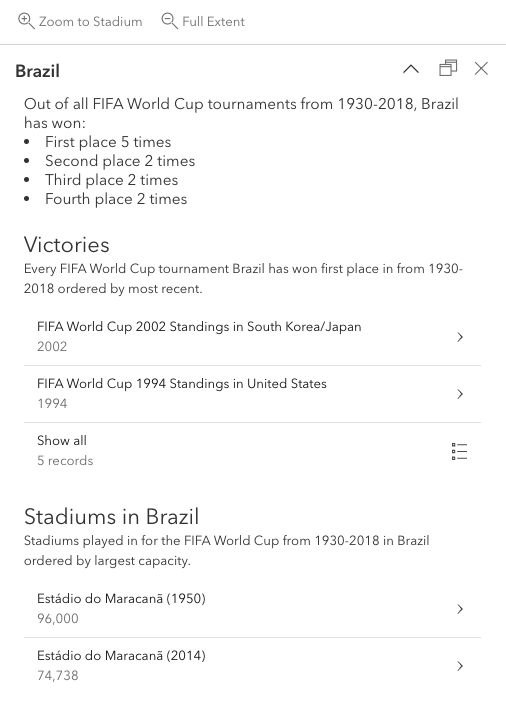 Zoom to Stadium Full Extent
Brazil
Out of all FIFA World Cup tournaments from 1930-2018, Brazil
has won:
• First place 5 times
• Second place 2 times
• Third place 2 times
• Fourth place 2 times
Victories
Every FIFA World Cup tournament Brazil has won first place in from 1930-
2018 ordered by most recent.
FIFA World Cup 2002 Standings in South Korea/Japan
2002
FIFA World Cup 1994 Standings in United States
1994
Show all
5 records
Stadiums in Brazil
Stadiums played in for the FIFA World Cup from 1930-2018 in Brazil
ordered by largest capacity.
Estádio do Maracanã (1950)
96,000
Estádio do Maracanã (2014)
74,738